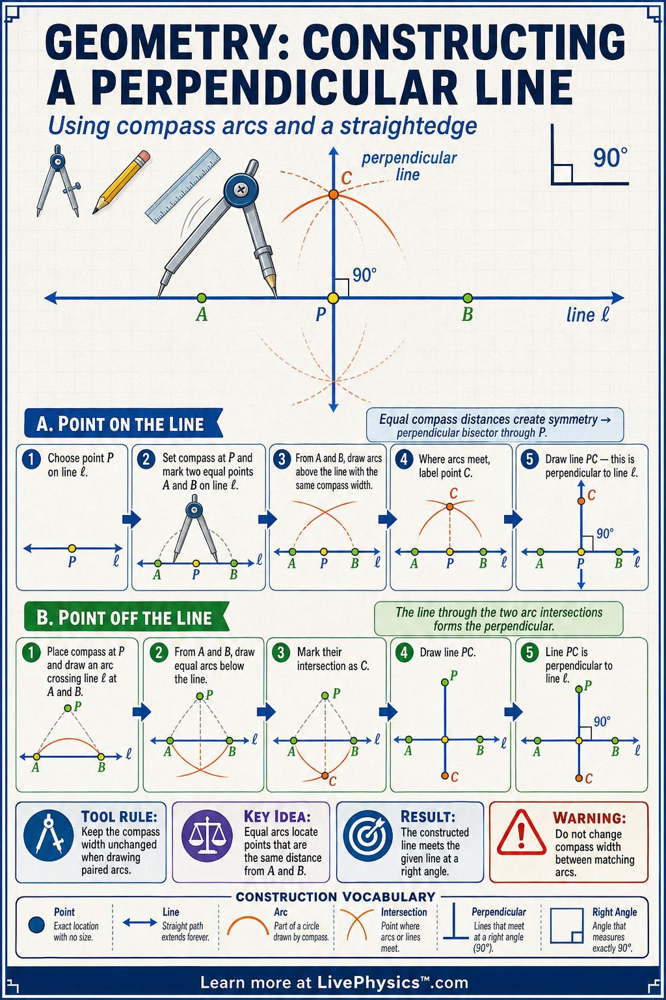 GEOMETRY: CONSTRUCTING
A PERPENDICULAR LINE
Using compass arcs and a straightedge
90°
perpendicular
line
C
90°
A
P
B
line ℓ
A. POINT ON THE LINE
Equal compass distances create symmetry →
perpendicular bisector through P.
1 Choose point P
on line ℓ.
P
ℓ
2 Set compass at P and
mark two equal points
A and B on line ℓ.
A
P
B
ℓ
3 From A and B, draw arcs
above the line with the
same compass width.
A
P
B
ℓ
4 Where arcs meet,
label point C.
C
A
P
B
ℓ
5 Draw line PC — this is
perpendicular to line ℓ.
C
90°
A
P
B
ℓ
B. POINT OFF THE LINE
The line through the two arc intersections
forms the perpendicular.
1 Place compass at P
and draw an arc
crossing line ℓ at
A and B.
P
A
B
ℓ
2 From A and B, draw
equal arcs below
the line.
P
A
B
ℓ
3 Mark their
intersection as C.
P
A
B
ℓ
C
4 Draw line PC.
P
A
B
ℓ
C
5 Line PC is
perpendicular to
line ℓ.
P
90°
A
B
ℓ
C
TOOL RULE:
Keep the compass
width unchanged
when drawing
paired arcs.
KEY IDEA:
Equal arcs locate
points that are
the same distance
from A and B.
RESULT:
The constructed
line meets the
given line at a
right angle.
WARNING:
Do not change
compass width
between matching
arcs.
CONSTRUCTION VOCABULARY
Point
Exact location
with no size.
Line
Straight path
extends forever.
Arc
Part of a circle
drawn by compass.
Intersection
Point where
arcs or lines
meet.
Perpendicular
Lines that meet
at a right angle
(90°).
Right Angle
Angle that
measures
exactly 90°.
Learn more at LivePhysics™.com